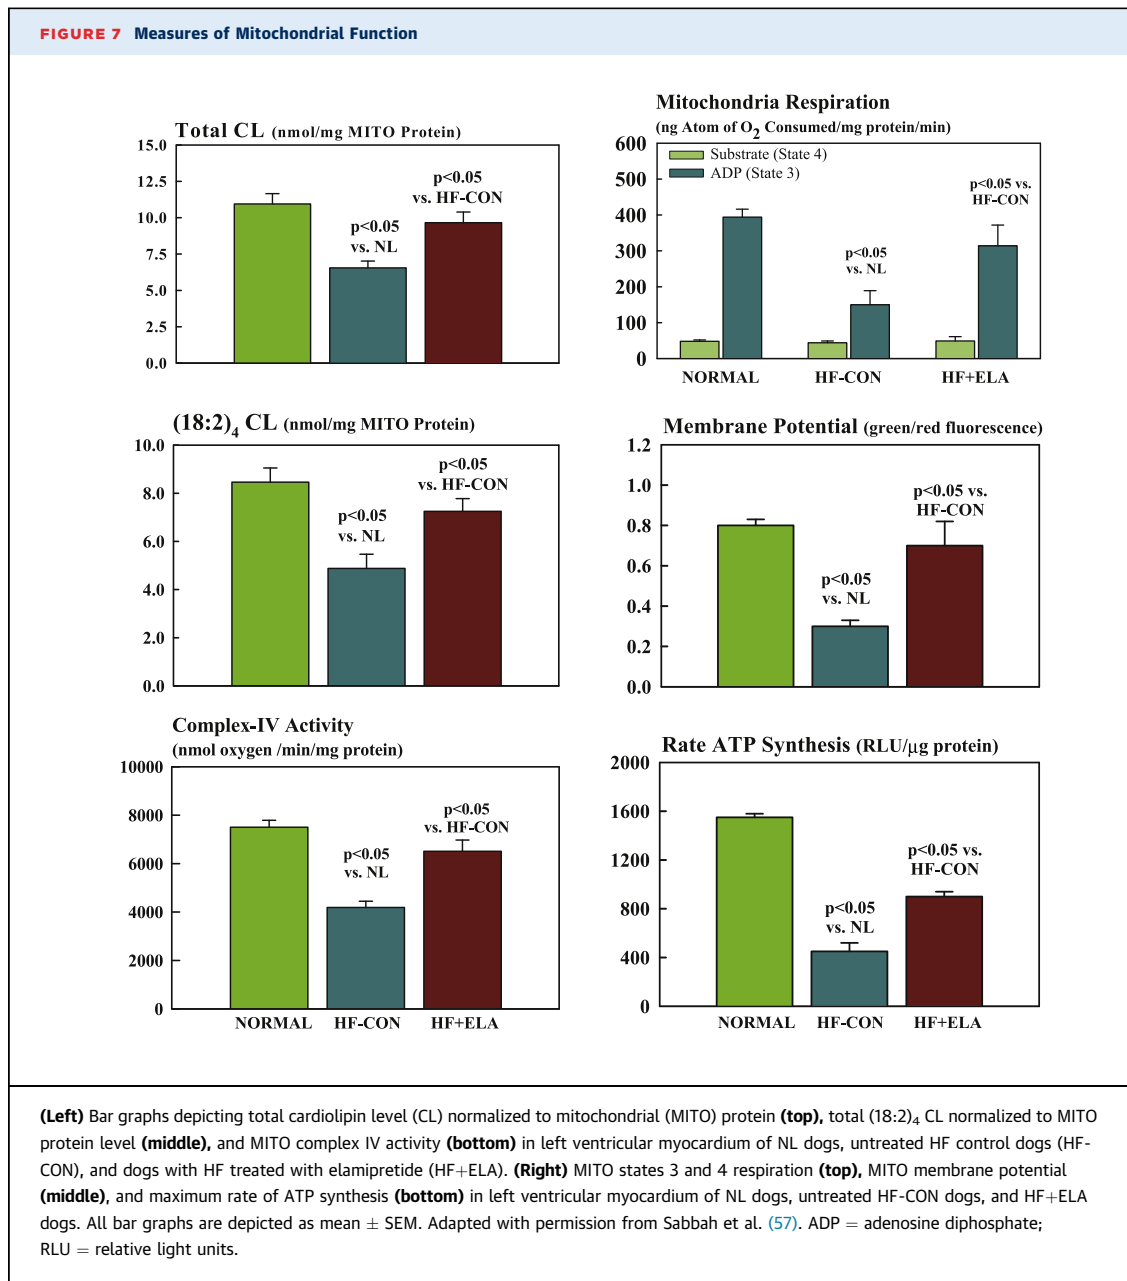 FIGURE 7 Measures of Mitochondrial Function
Total CL (nmol/mg MITO Protein)
15.0
12.5
10.0
7.5
5.0
2.5
0.0
p<0.05
vs. NL
p<0.05
vs. HF-CON
Mitochondria Respiration
(ng Atom of O₂ Consumed/mg protein/min)
600
500
400
300
200
100
0
Substrate (State 4)
ADP (State 3)
p<0.05
vs. NL
p<0.05 vs.
HF-CON
NORMAL HF-CON HF+ELA
(18:2)₄ CL (nmol/mg MITO Protein)
10.0
8.0
6.0
4.0
2.0
0.0
p<0.05
vs. NL
p<0.05
vs. HF-CON
Membrane Potential (green/red fluorescence)
1.2
1.0
0.8
0.6
0.4
0.2
0.0
p<0.05
vs. NL
p<0.05 vs.
HF-CON
Complex-IV Activity
(nmol oxygen /min/mg protein)
10000
8000
6000
4000
2000
0
p<0.05
vs. NL
p<0.05
vs. HF-CON
NORMAL HF-CON HF+ELA
Rate ATP Synthesis (RLU/μg protein)
2000
1600
1200
800
400
0
p<0.05
vs. NL
p<0.05 vs.
HF-CON
NORMAL HF-CON HF+ELA
(Left) Bar graphs depicting total cardiolipin level (CL) normalized to mitochondrial (MITO) protein (top), total (18:2)₄ CL normalized to MITO
protein level (middle), and MITO complex IV activity (bottom) in left ventricular myocardium of NL dogs, untreated HF control dogs (HF-
CON), and dogs with HF treated with elamipretide (HF+ELA). (Right) MITO states 3 and 4 respiration (top), MITO membrane potential
(middle), and maximum rate of ATP synthesis (bottom) in left ventricular myocardium of NL dogs, untreated HF-CON dogs, and HF+ELA
dogs. All bar graphs are depicted as mean ± SEM. Adapted with permission from Sabbah et al. (57). ADP = adenosine diphosphate;
RLU = relative light units.